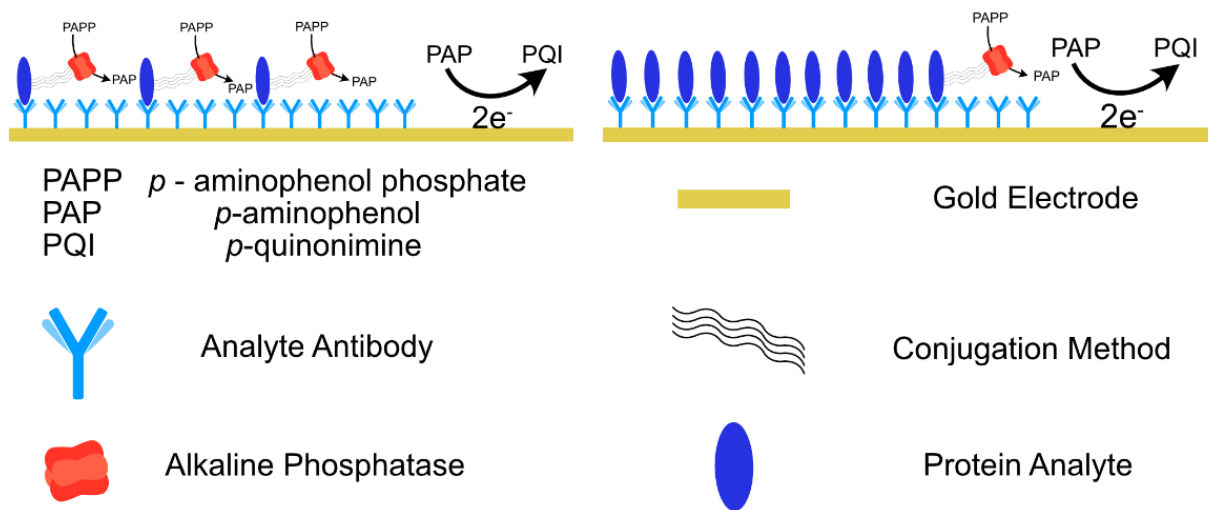 PAPP PAPP PAPP
PAP PAP PAP
PAP PQI
2e-
PAPP
PAP
PAP PQI
2e-
PAPP p - aminophenol phosphate
PAP p-aminophenol
PQI p-quinonimine
Gold Electrode
Analyte Antibody
Conjugation Method
Alkaline Phosphatase
Protein Analyte